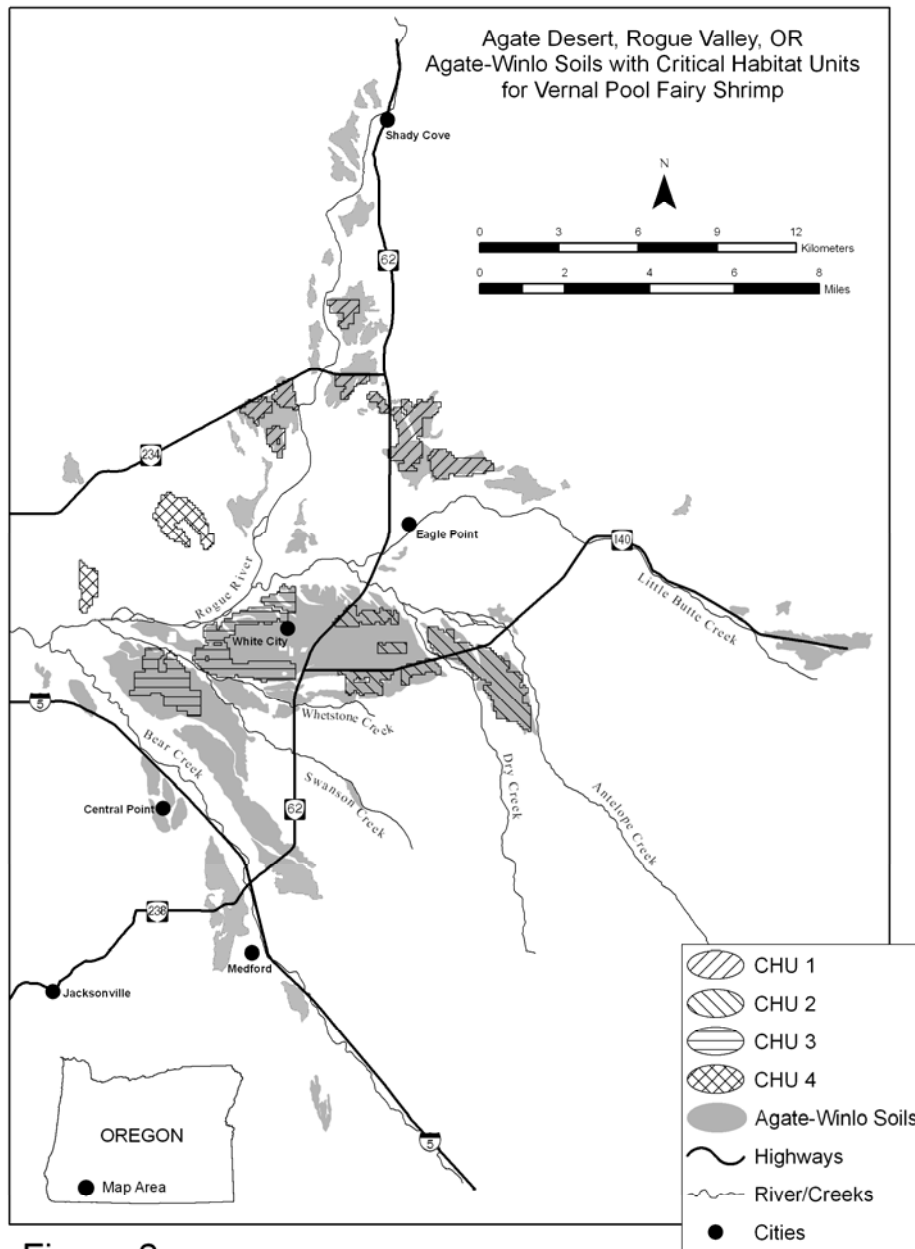 Agate Desert, Rogue Valley, OR
Agate-Winlo Soils with Critical Habitat Units
for Vernal Pool Fairy Shrimp
Shady Cove
N
0 3 6 9 12
Kilometers
0 2 4 6 8
Miles
62
234
Eagle Point
140
Rogue River
Little Butte Creek
White City
5
Whetstone Creek
Bear Creek
Swanson Creek
Dry Creek
Antelope Creek
Central Point
62
238
Medford
Jacksonville
5
OREGON
Map Area
CHU 1
CHU 2
CHU 3
CHU 4
Agate-Winlo Soils
Highways
River/Creeks
Cities